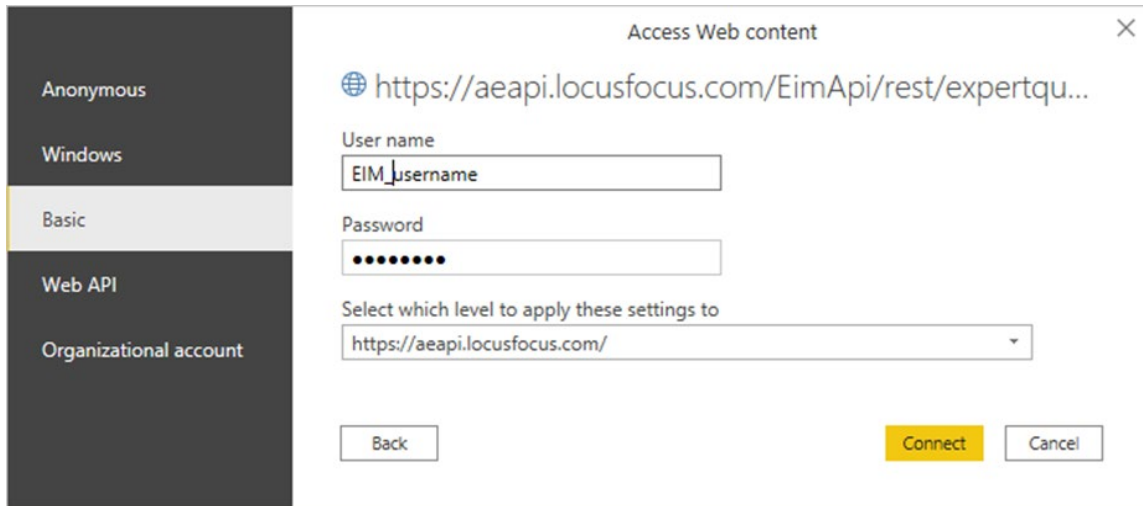 Access Web content
Anonymous
Windows
Basic
Web API
Organizational account
https://aeapi.locusfocus.com/EimApi/rest/expertqu...
User name
EIM_username
Password
••••••••
Select which level to apply these settings to
https://aeapi.locusfocus.com/
Back
Connect
Cancel